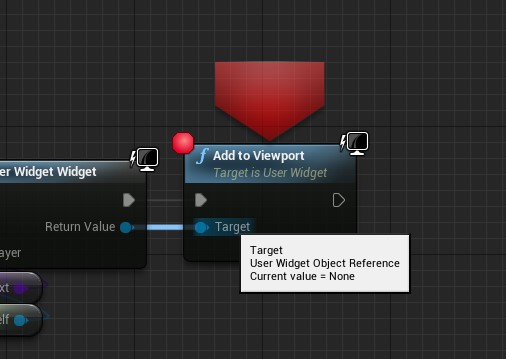 er Widget Widget
Return Value
ayer
xt
elf
f Add to Viewport
Target is User Widget
Target
Target
User Widget Object Reference
Current value = None